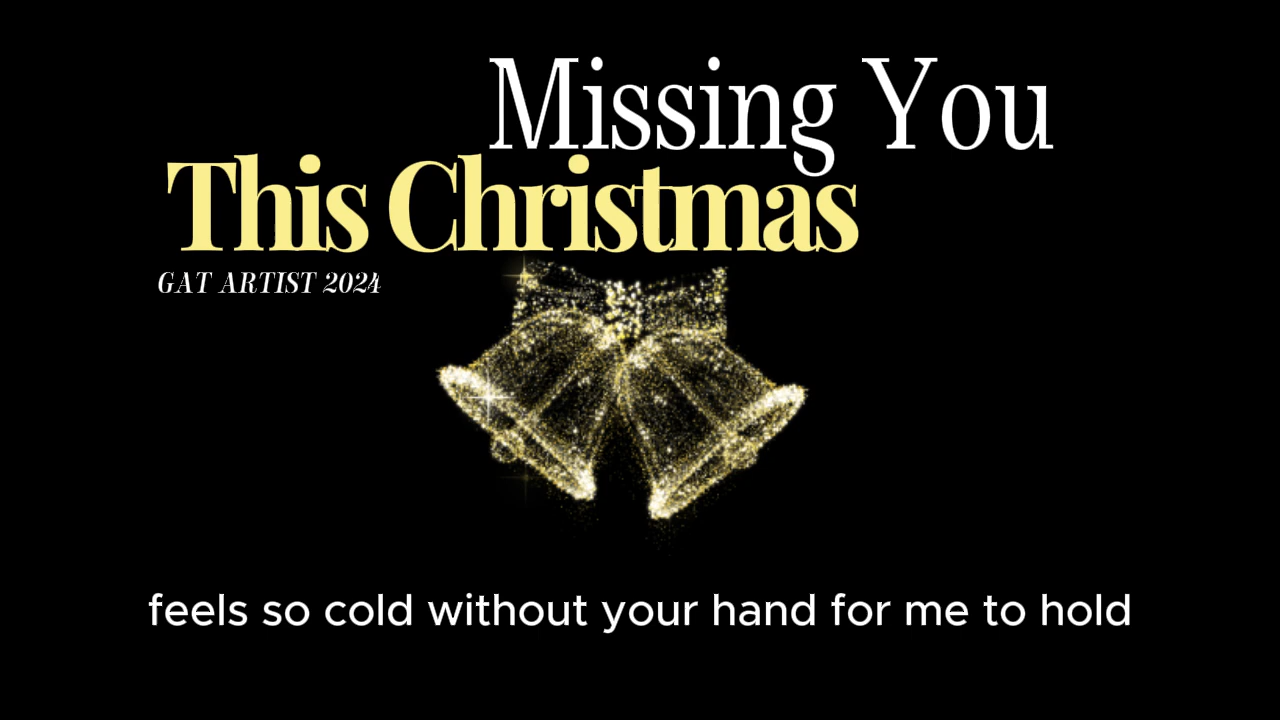 Missing You
This Christmas
GAT ARTIST 2024
feels so cold without your hand for me to hold